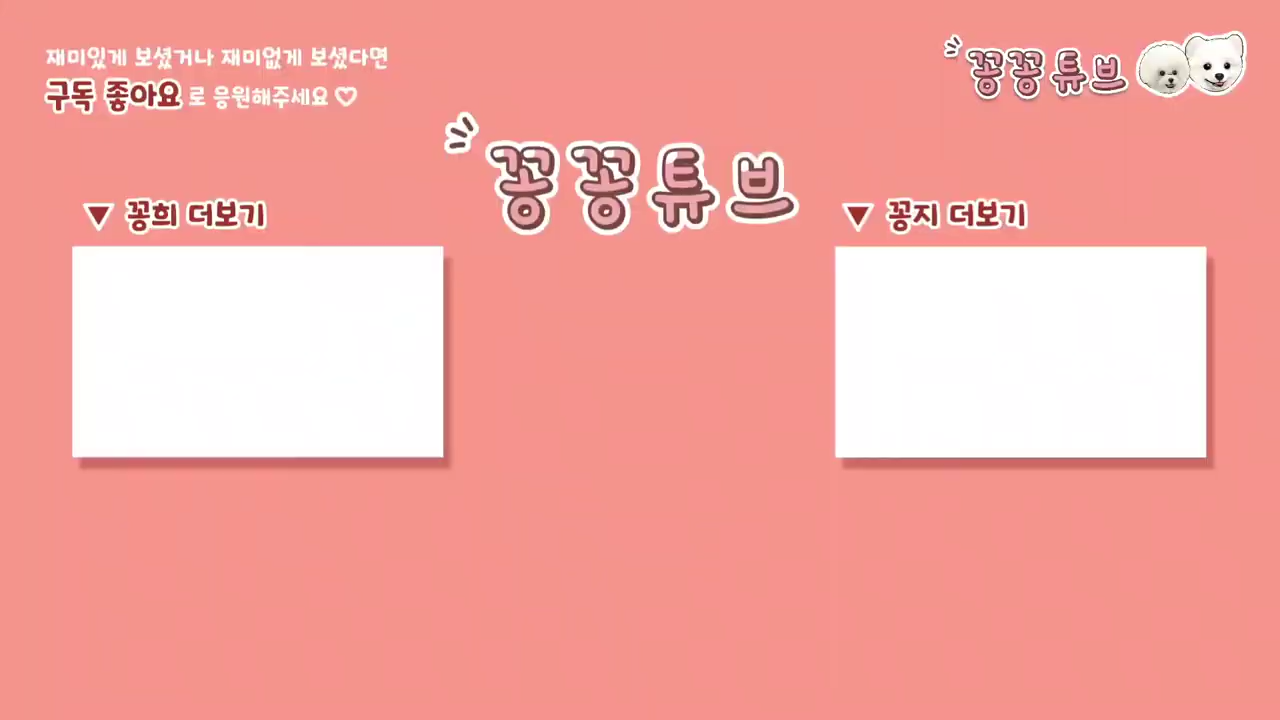 재미있게 보셨거나 재미없게 보셨다면
구독 좋아요 로 응원해주세요 ♡
꽁꽁튜브
꽁꽁튜브
▼ 꽁희 더보기
▼ 꽁지 더보기